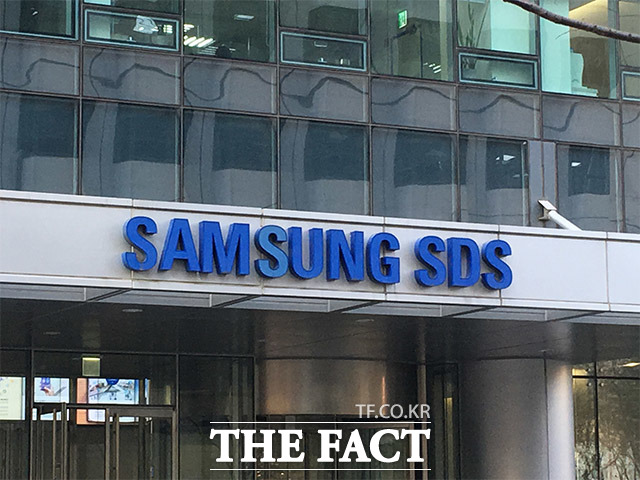 SAMSUNG SDS
TF.CO.KR
THE FACT